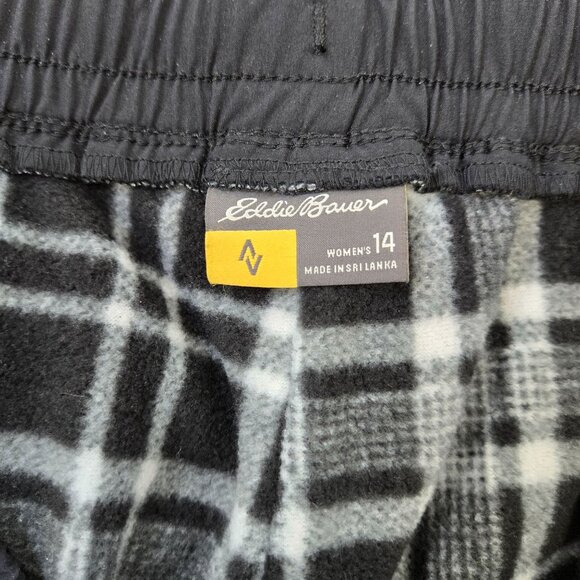 Eddie Bauer
WOMEN'S 14
MADE IN SRI LANKA